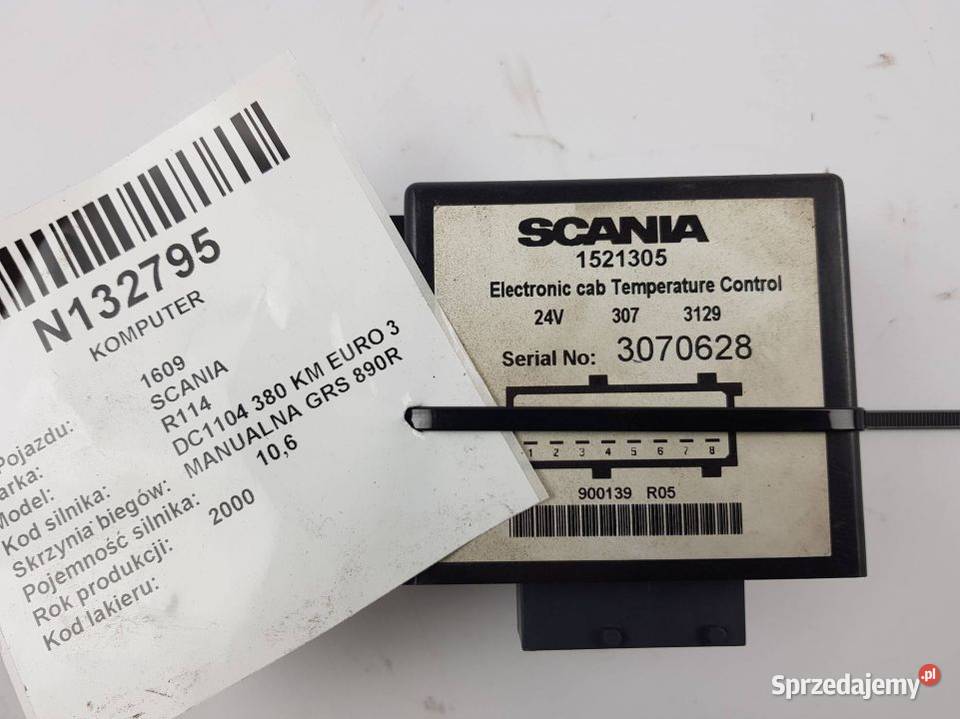 N132795
KOMPUTER
Pojazdu: 1609
arka: SCANIA
Model: R114
Kod silnika: DC1104 380 KM EURO 3
Skrzynia biegów: MANUALNA GRS 890R
Pojemność silnika: 10,6
Rok produkcji: 2000
Kod lakieru:
SCANIA
1521305
Electronic cab Temperature Control
24V 307 3129
Serial No: 3070628
1 2 3 4 5 6 7 8
900139 R05
Sprzedajemy.pl